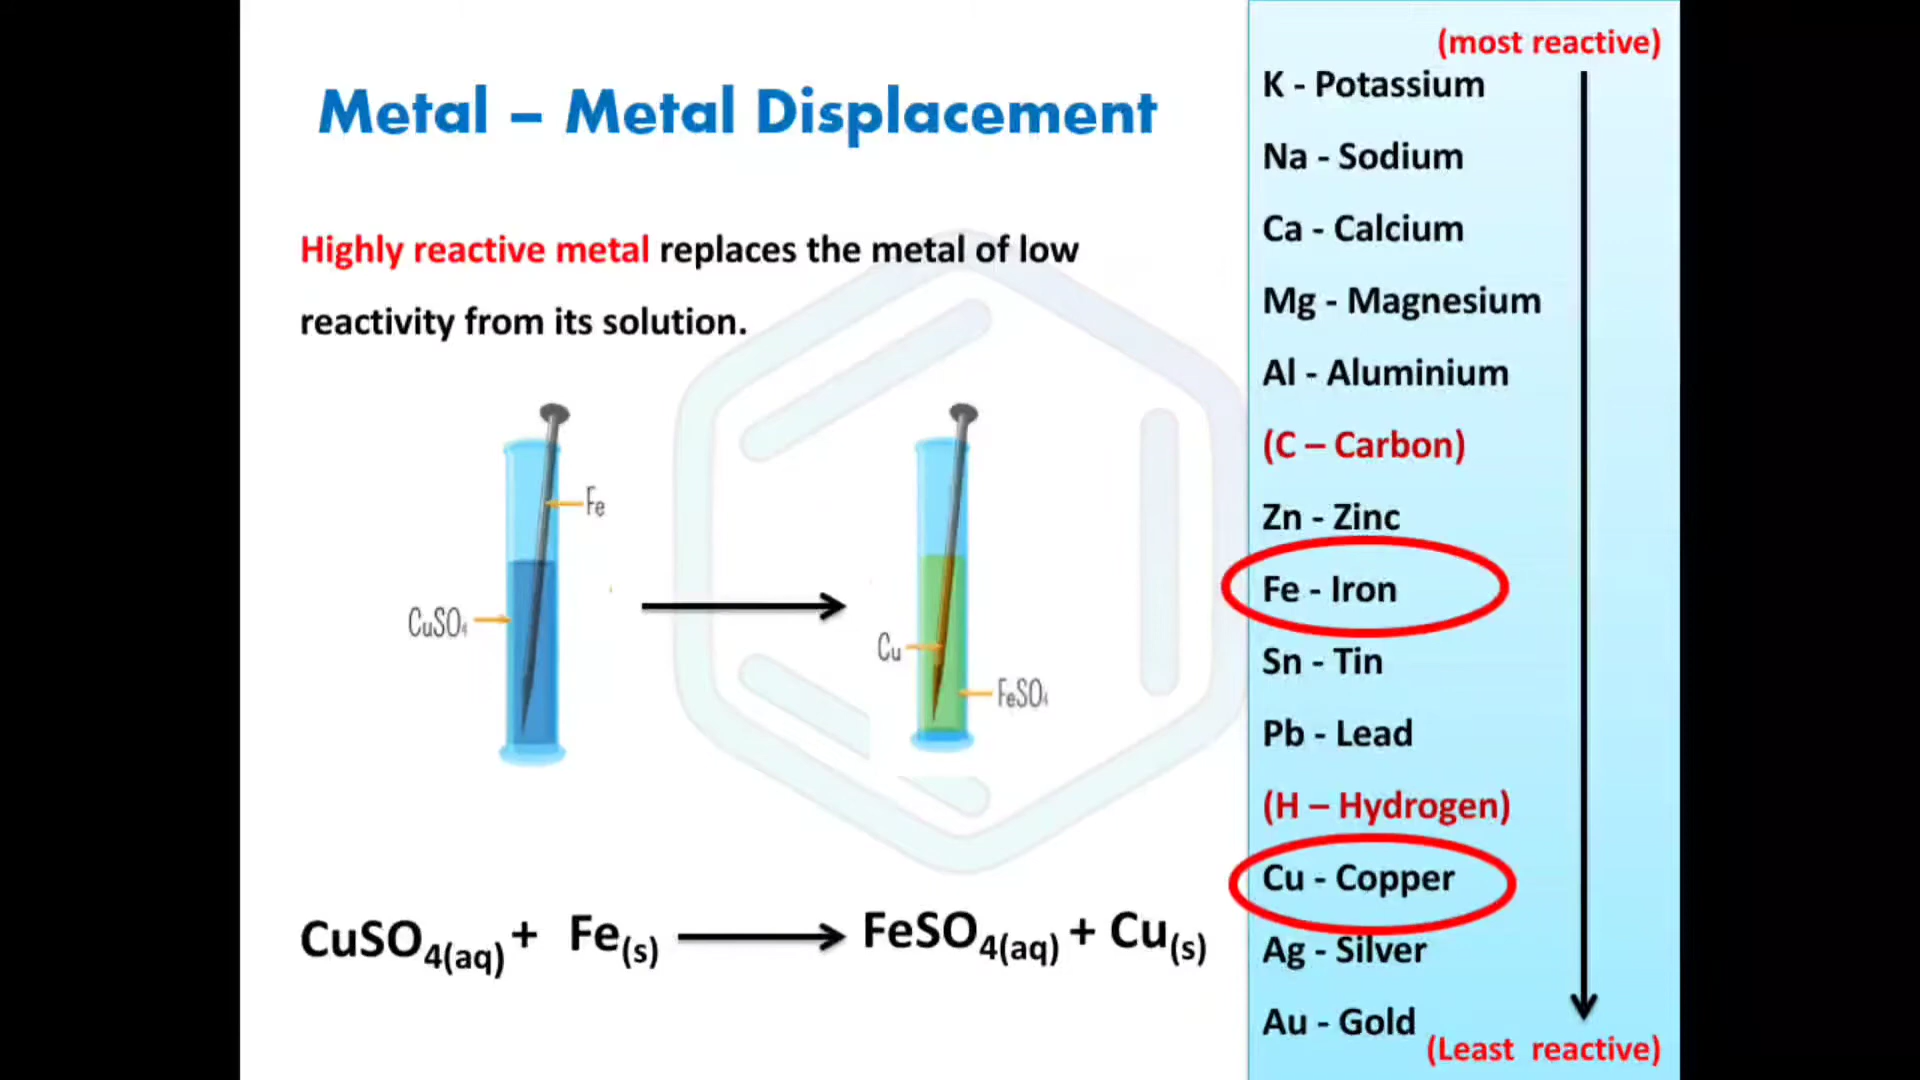 Metal – Metal Displacement
Highly reactive metal replaces the metal of low
reactivity from its solution.
Fe
CuSO₄
Cu
FeSO₄
CuSO₄(aq) + Fe(s) ⟶ FeSO₄(aq) + Cu(s)
(most reactive)
K - Potassium
Na - Sodium
Ca - Calcium
Mg - Magnesium
Al - Aluminium
(C – Carbon)
Zn - Zinc
Fe - Iron
Sn - Tin
Pb - Lead
(H – Hydrogen)
Cu - Copper
Ag - Silver
Au - Gold
(Least reactive)